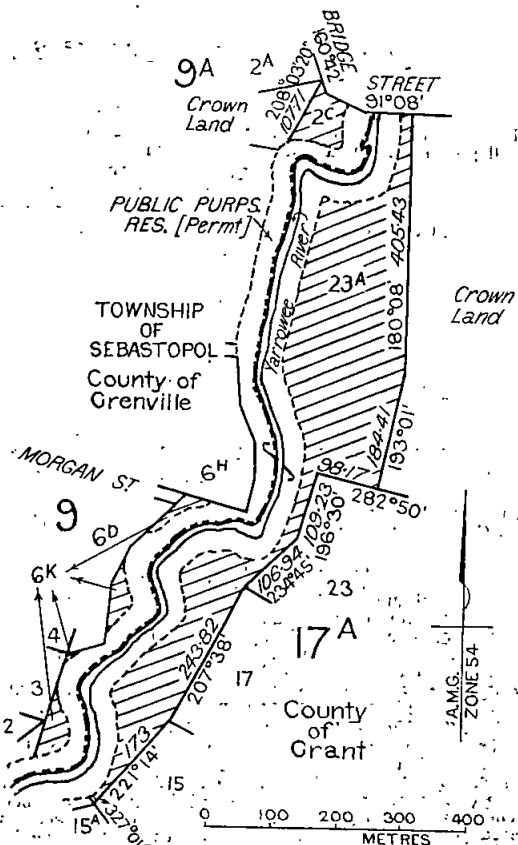 9A
2A
BRIDGE
160°42'
208°03'20"
107·71
STREET
91°08'
Crown
Land
2C
PUBLIC PURPS.
RES. [Permt]
Yarrowee River
405·43
180°08'
23A
Crown
Land
TOWNSHIP
OF
SEBASTOPOL
County of
Grenville
184·41
193°01'
MORGAN ST.
6H
98·17
282°50'
9
6D
109·23
196°30'
106·94
234°45'
6K
23
17A
4
243·82
207°38'
17
3
A.M.G.
ZONE 54
2
County
of
Grant
173
221°14'
15
15A
0 100 200 300 400
METRES